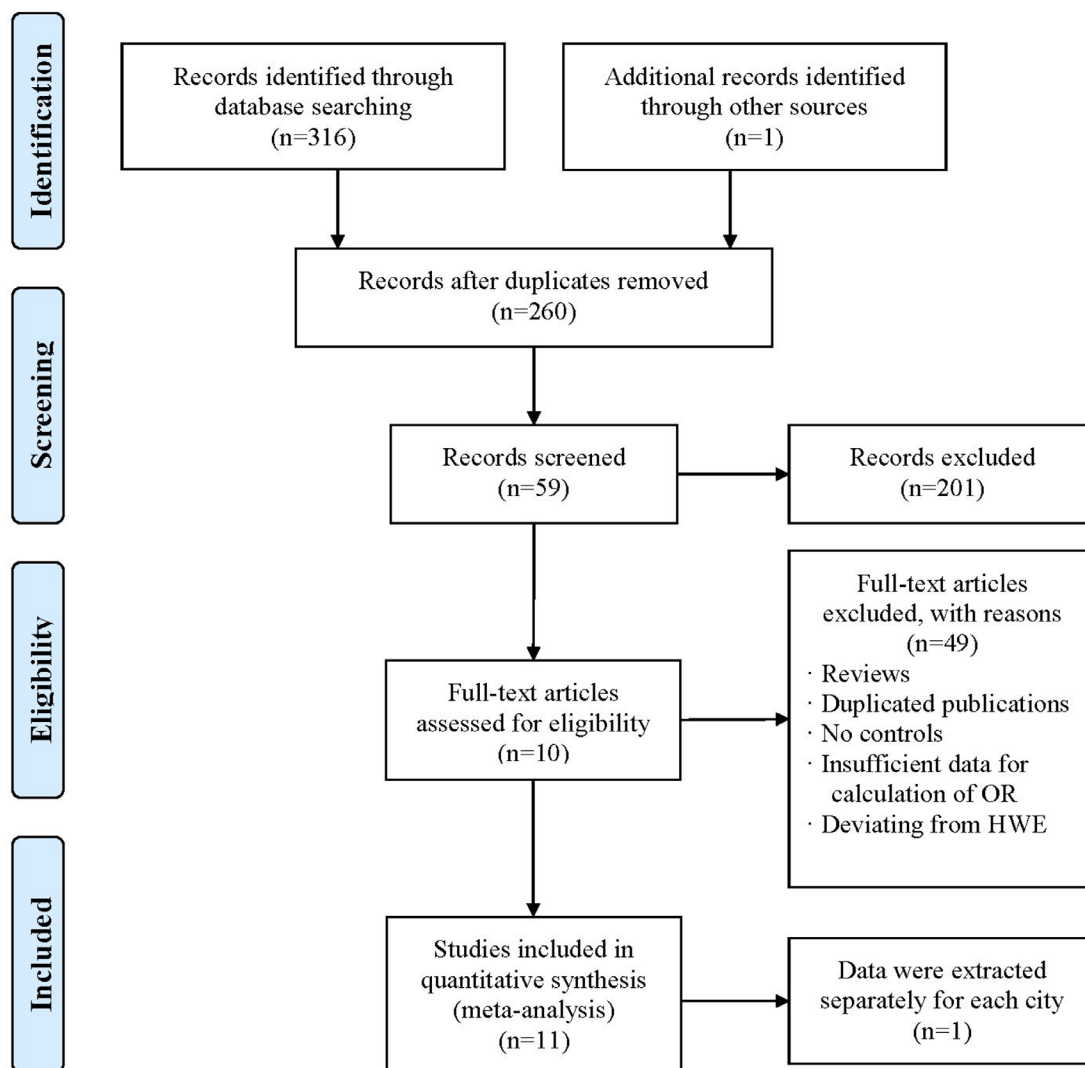 Identification
Records identified through
database searching
(n=316)
Additional records identified
through other sources
(n=1)
Records after duplicates removed
(n=260)
Screening
Records screened
(n=59)
Records excluded
(n=201)
Eligibility
Full-text articles
assessed for eligibility
(n=10)
Full-text articles
excluded, with reasons
(n=49)
· Reviews
· Duplicated publications
· No controls
· Insufficient data for
calculation of OR
· Deviating from HWE
Included
Studies included in
quantitative synthesis
(meta-analysis)
(n=11)
Data were extracted
separately for each city
(n=1)